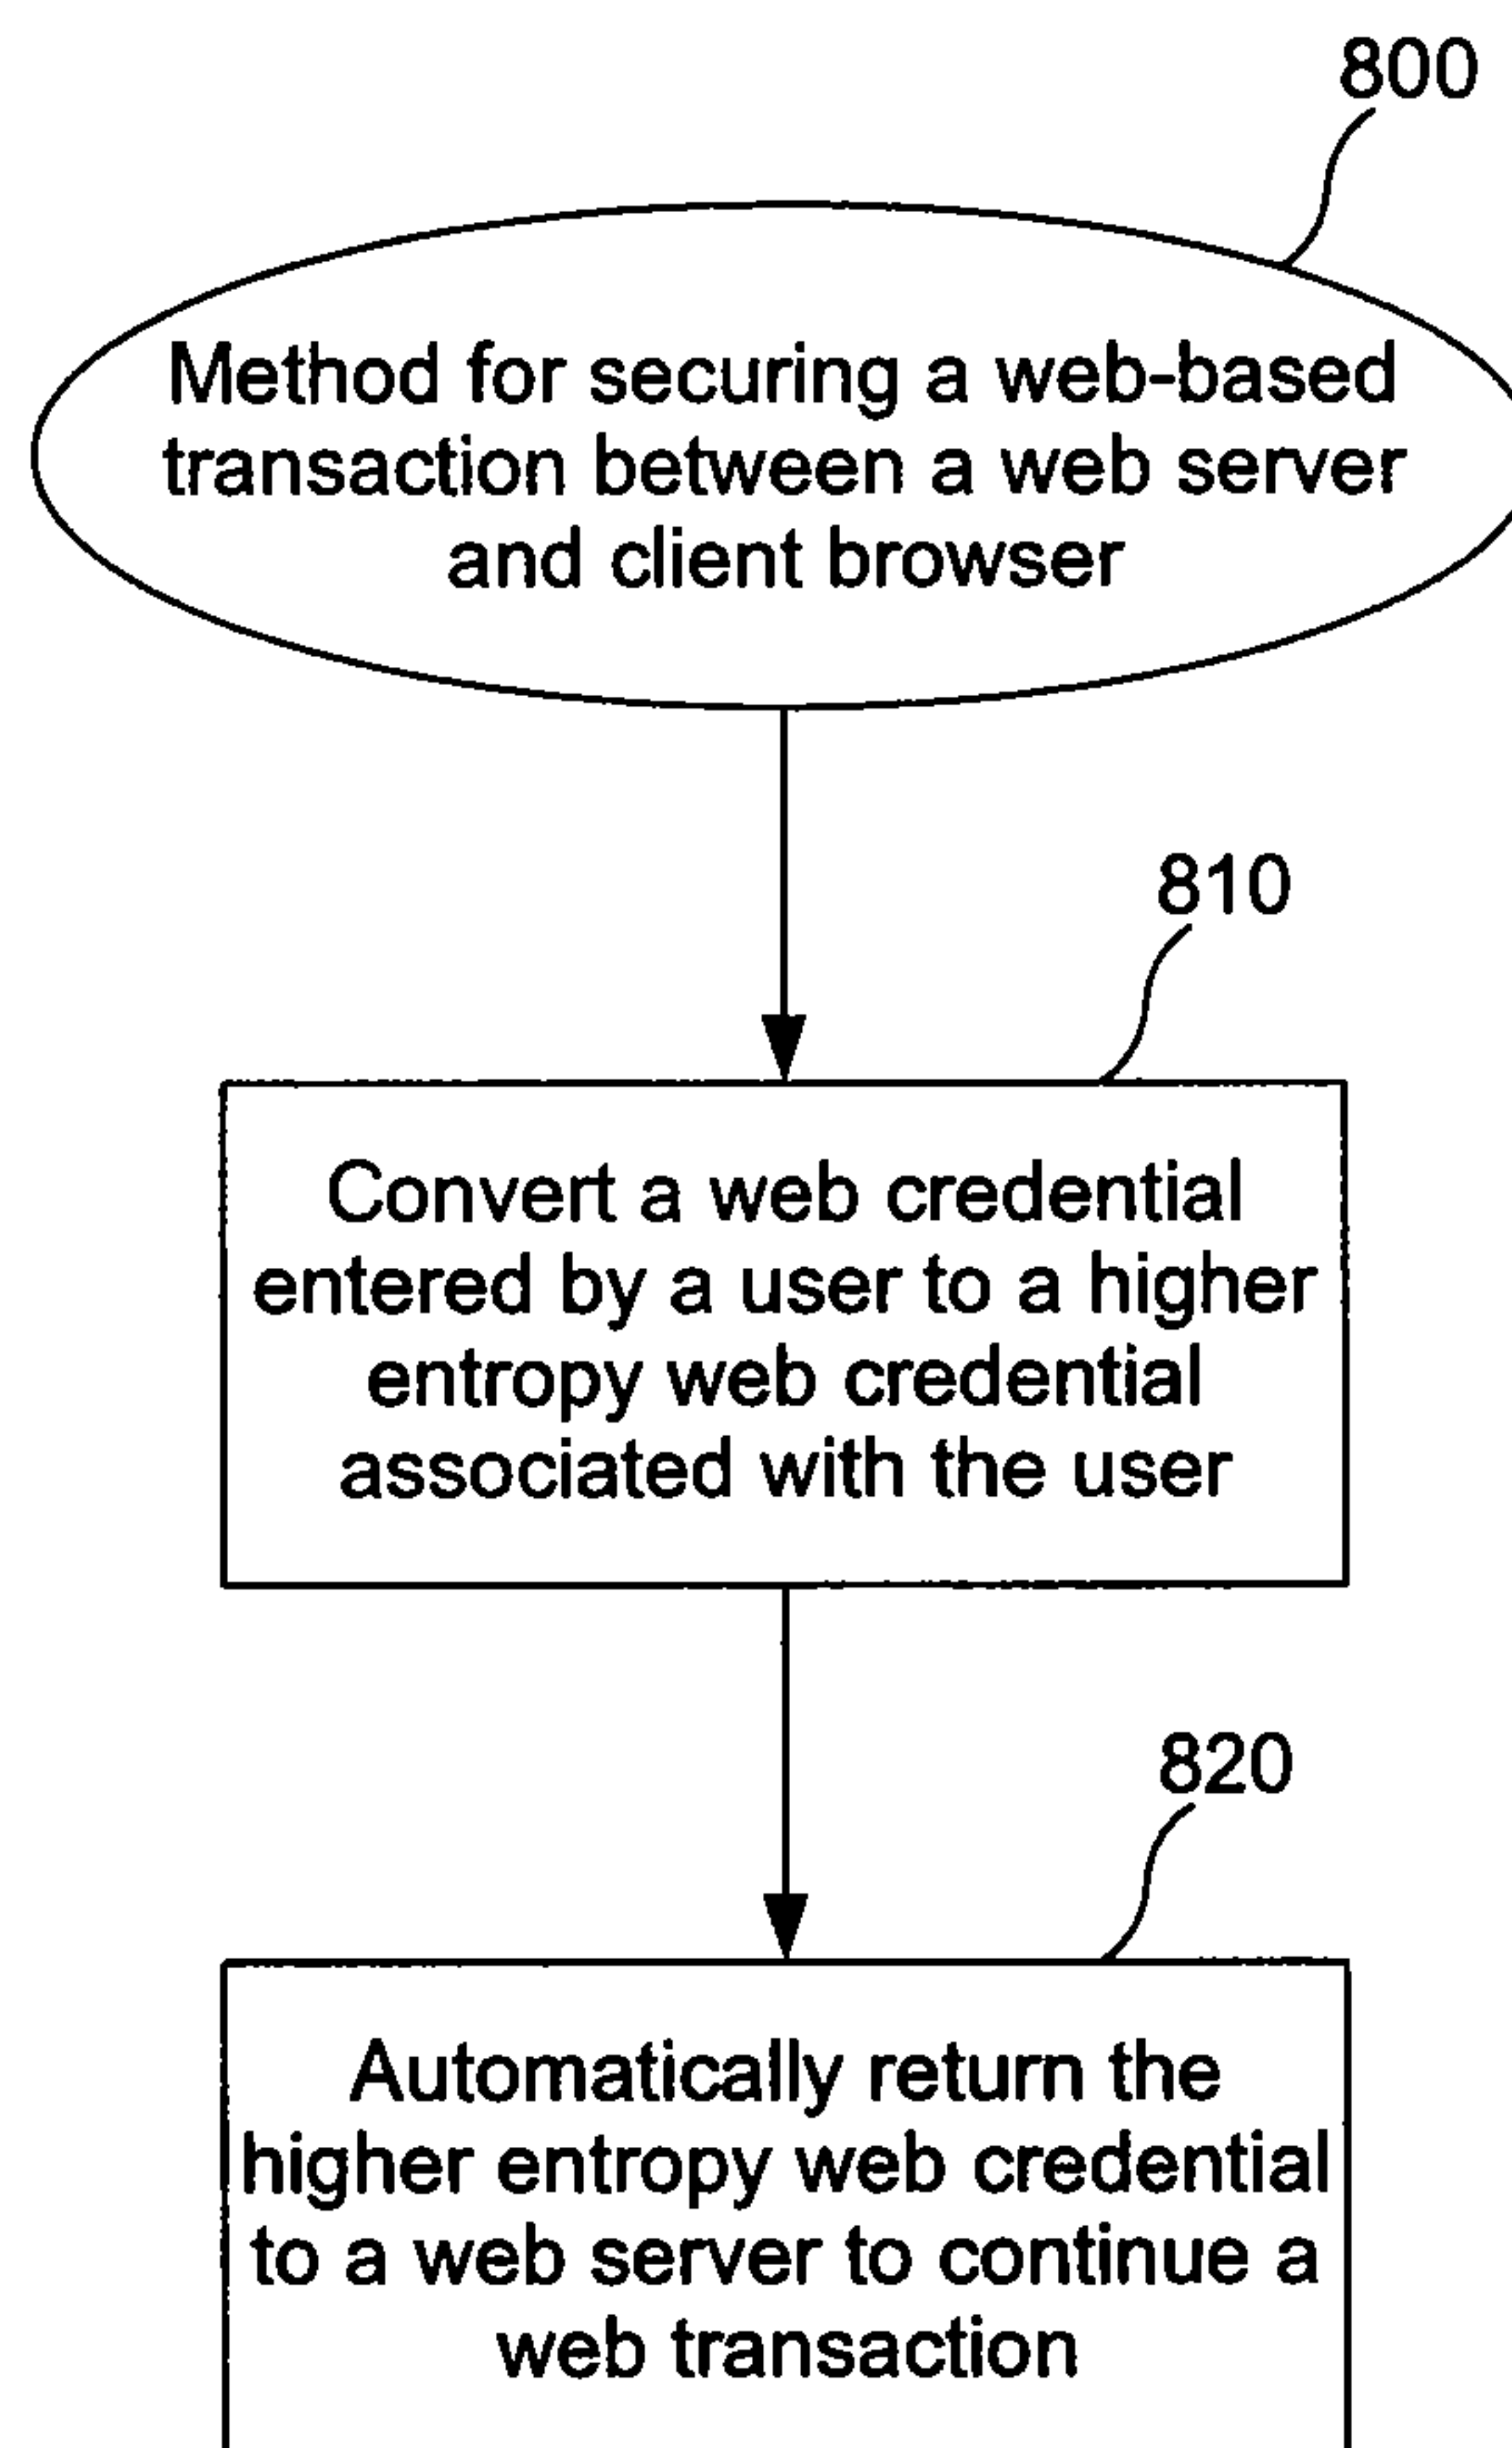 800
Method for securing a web-based
transaction between a web server
and client browser
810
Convert a web credential
entered by a user to a higher
entropy web credential
associated with the user
820
Automatically return the
higher entropy web credential
to a web server to continue a
web transaction